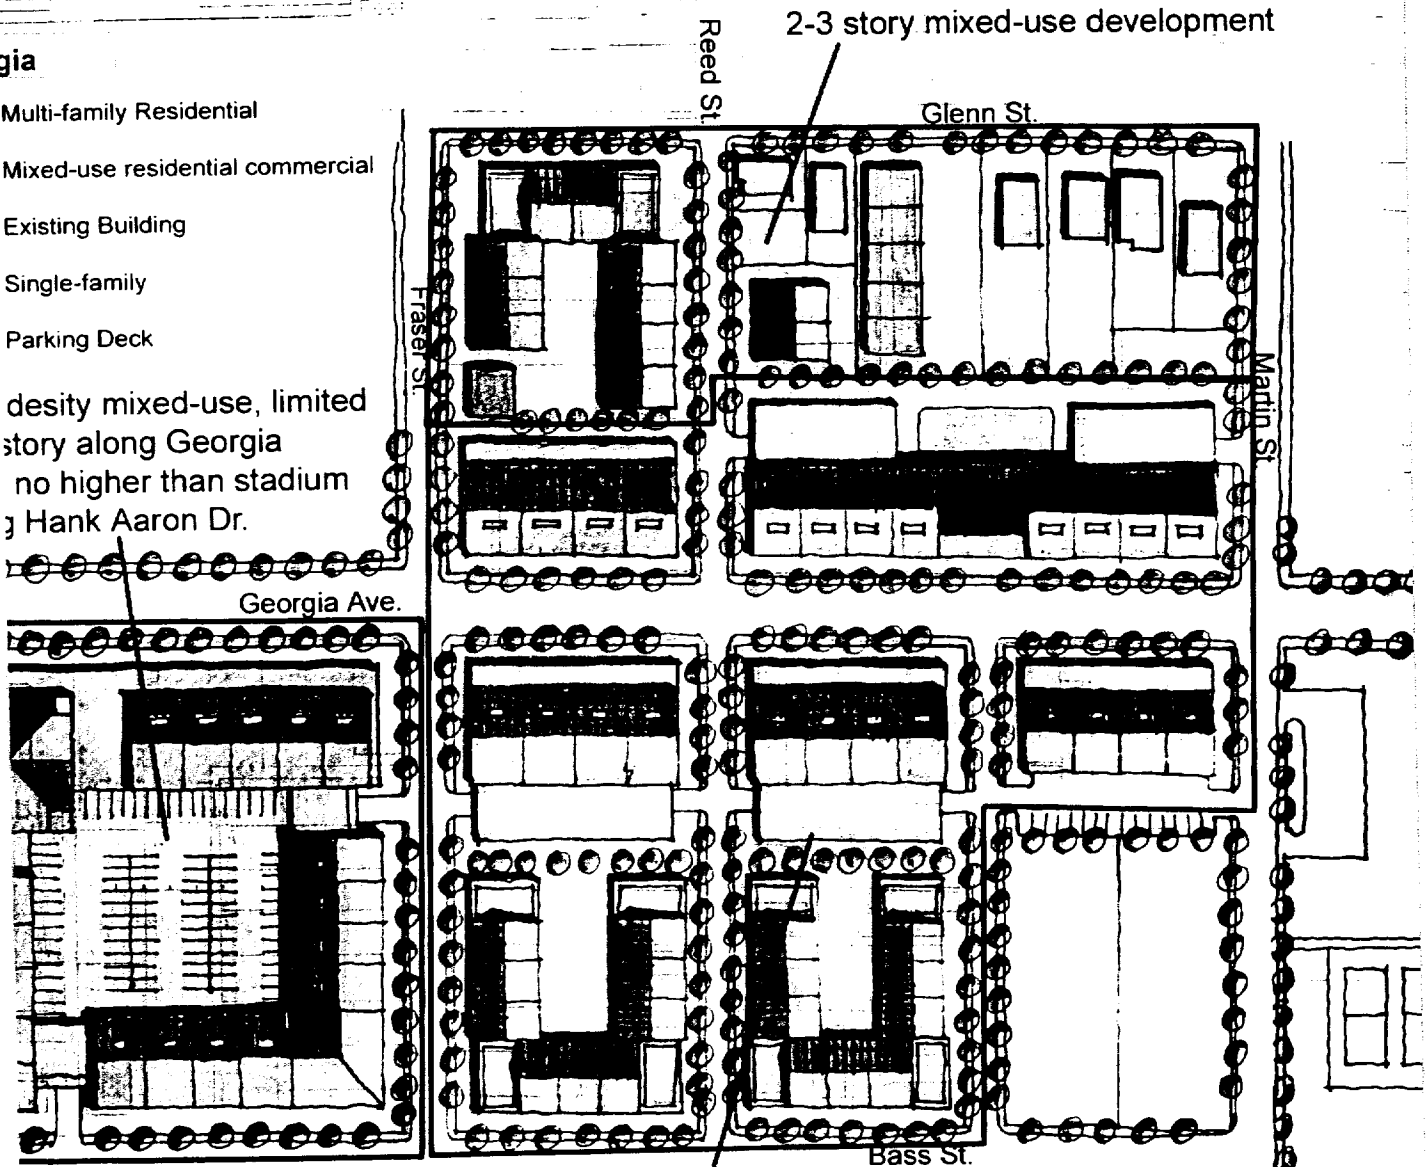 gia
Multi-family Residential
Mixed-use residential commercial
Existing Building
Single-family
Parking Deck
desity mixed-use, limited
story along Georgia
no higher than stadium
g Hank Aaron Dr.
2-3 story mixed-use development
Reed St.
Glenn St.
Fraser St.
Martin St.
Georgia Ave.
Bass St.